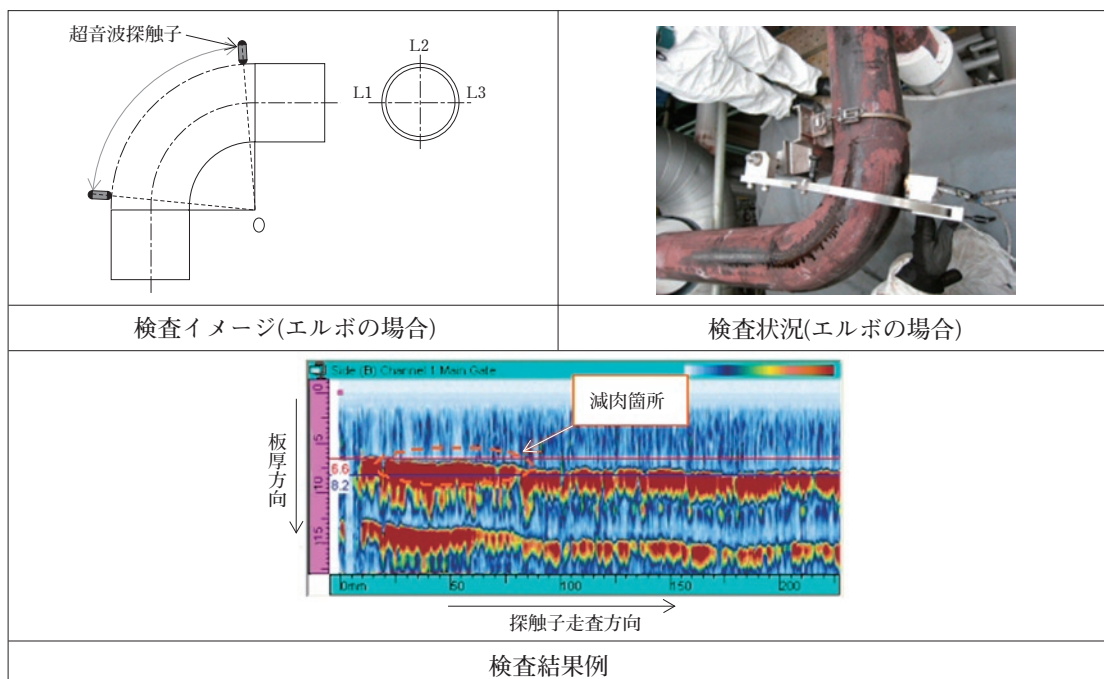 超音波探触子
L2
L1
L3
O
検査イメージ(エルボの場合)
検査状況(エルボの場合)
Side (B) Channel 1 Main Gate
減肉箇所
板厚方向
0
5
6.6
8.2
10
15
0mm
50
100
150
200
探触子走査方向
検査結果例